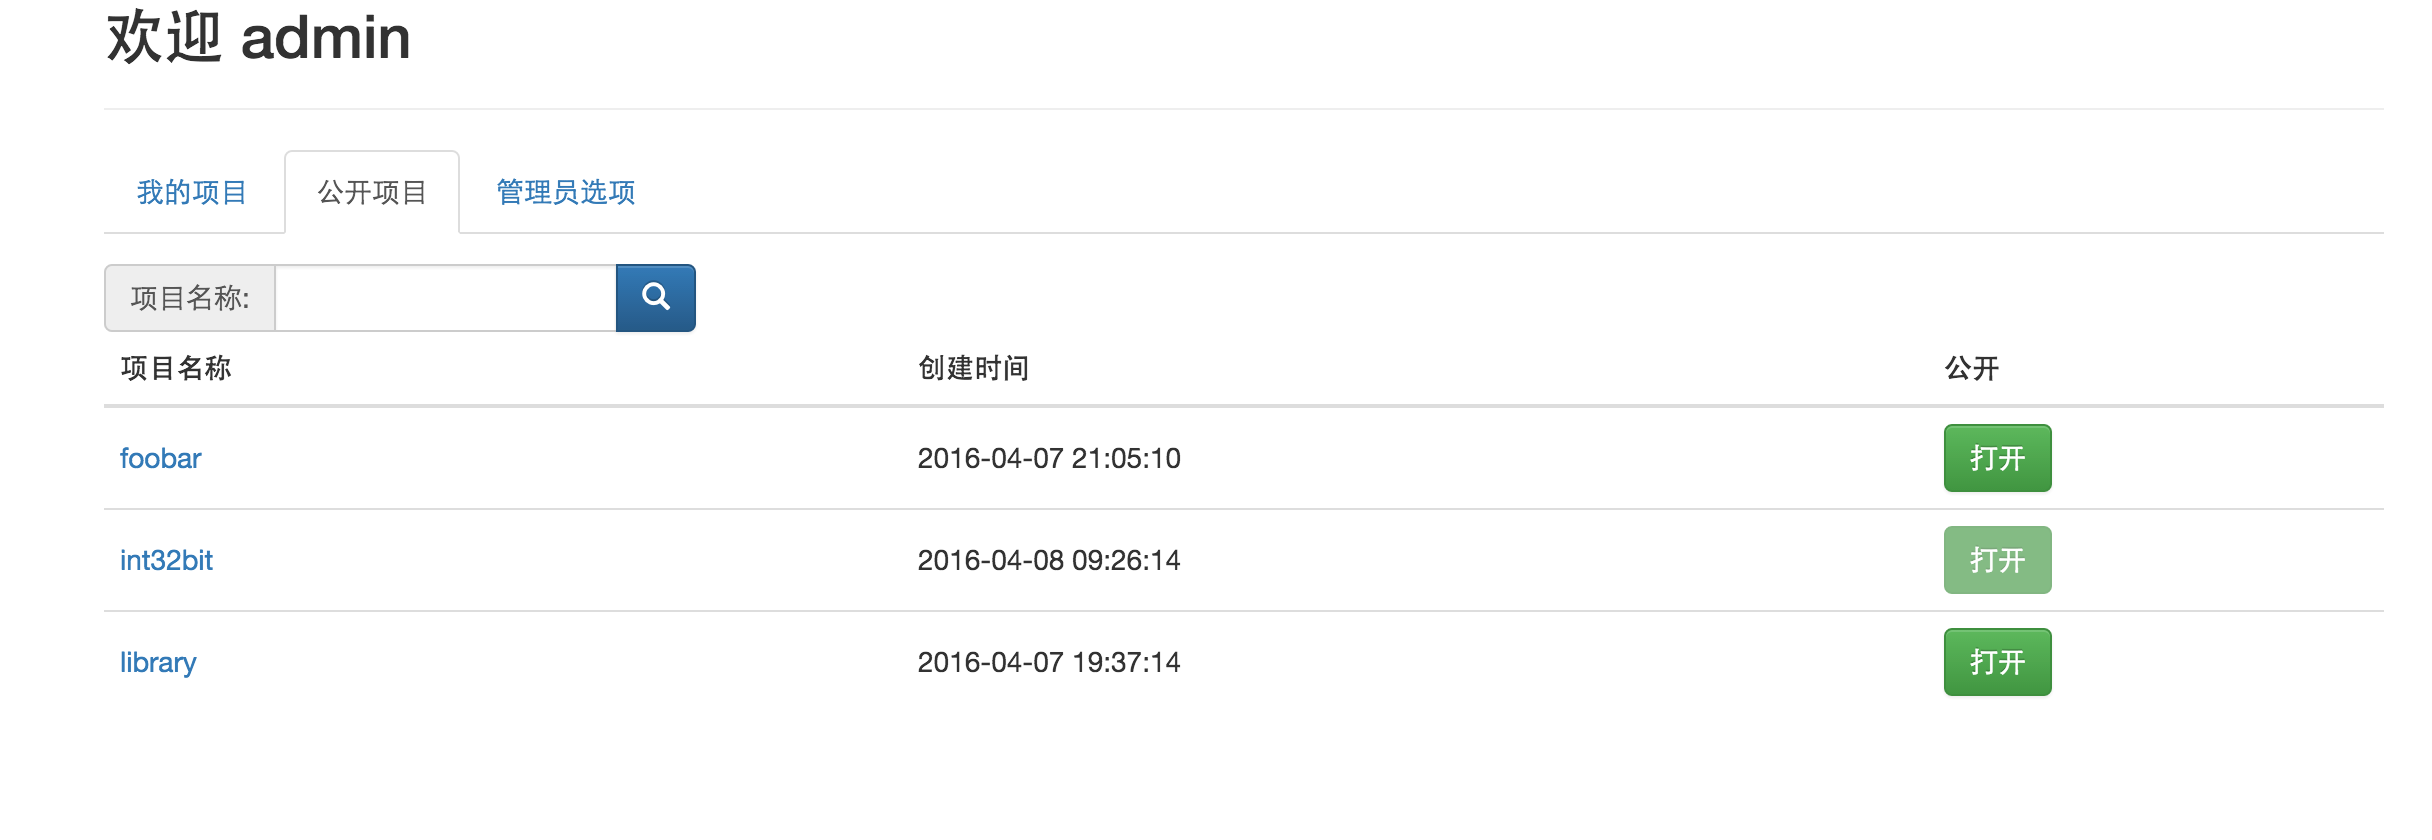 欢迎 admin
我的项目 公开项目 管理员选项
项目名称:
项目名称 创建时间 公开
foobar 2016-04-07 21:05:10 打开
int32bit 2016-04-08 09:26:14 打开
library 2016-04-07 19:37:14 打开